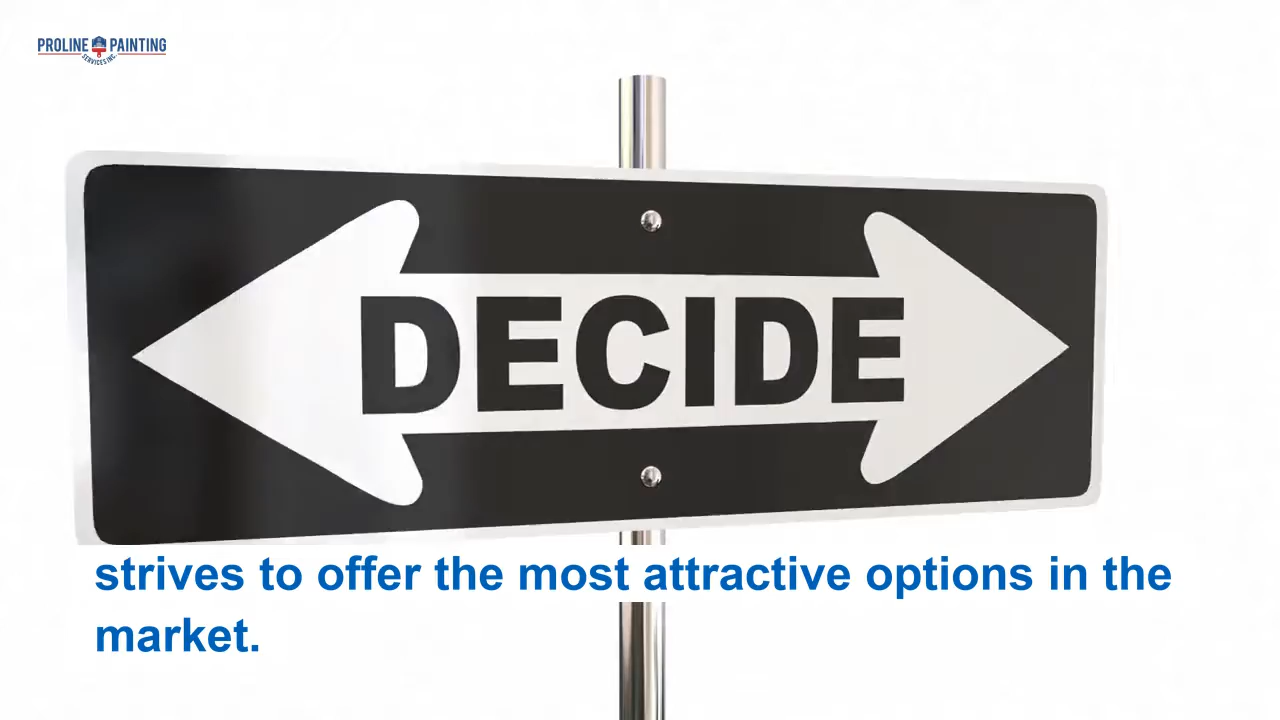 PROLINE PAINTING
SERVICES INC.
DECIDE
strives to offer the most attractive options in the
market.